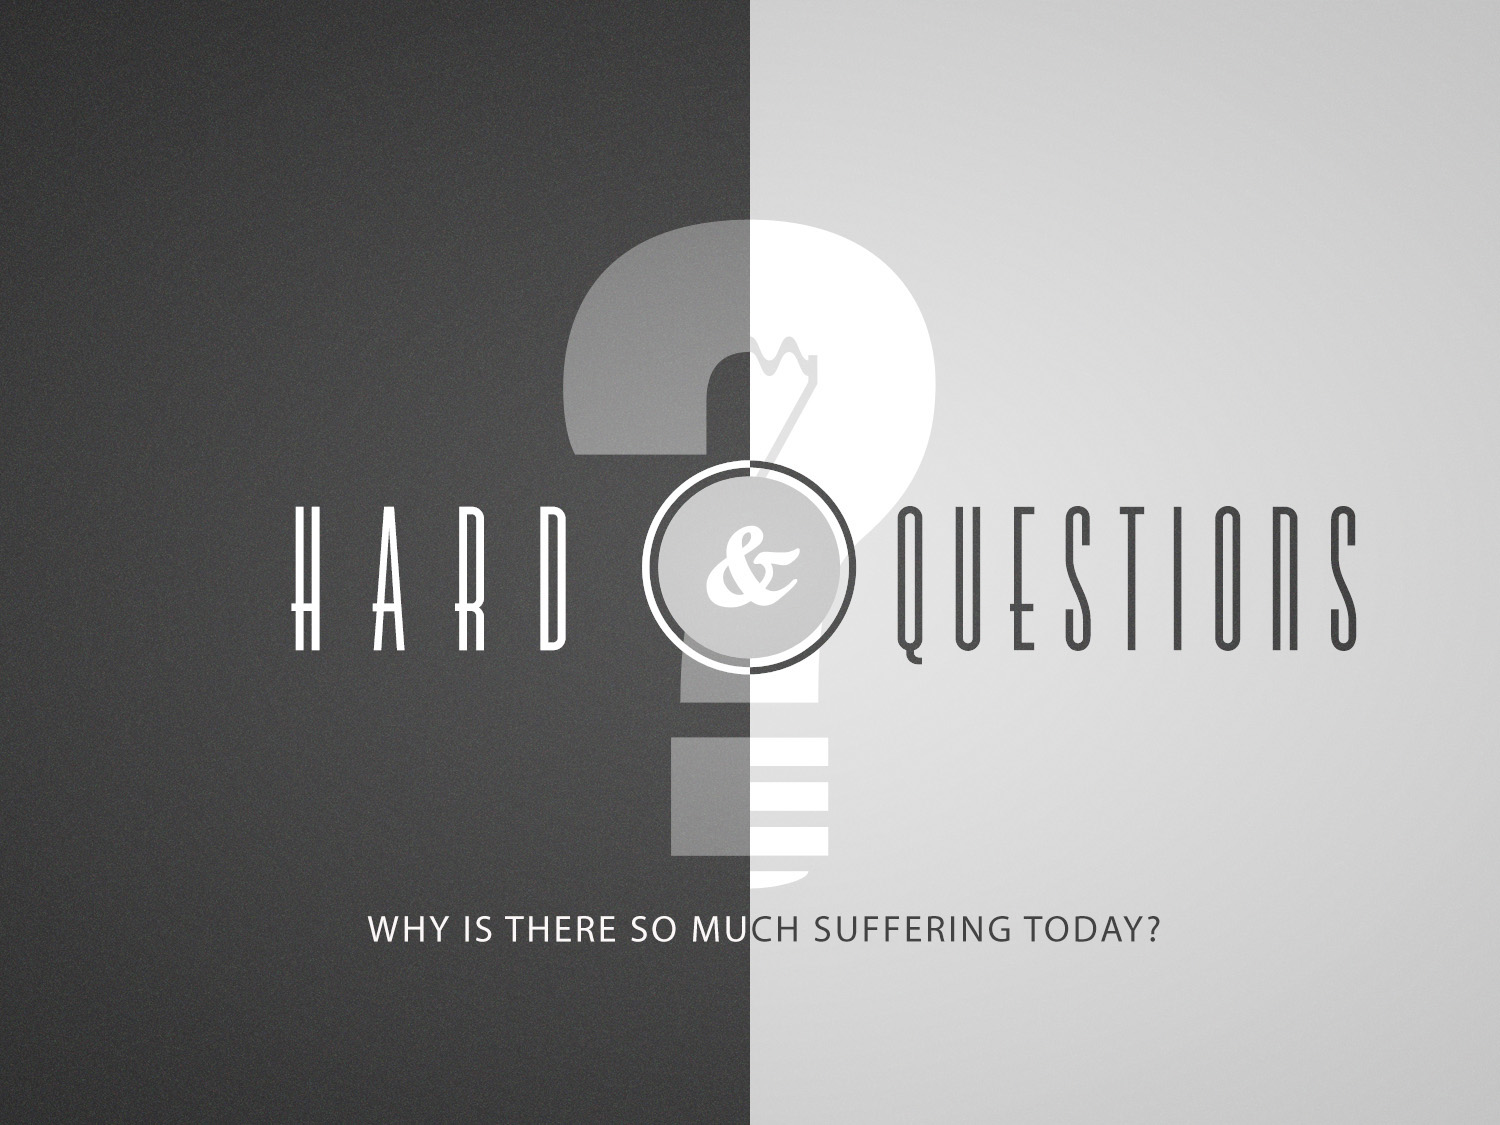 HARD & QUESTIONS
WHY IS THERE SO MUCH SUFFERING TODAY?